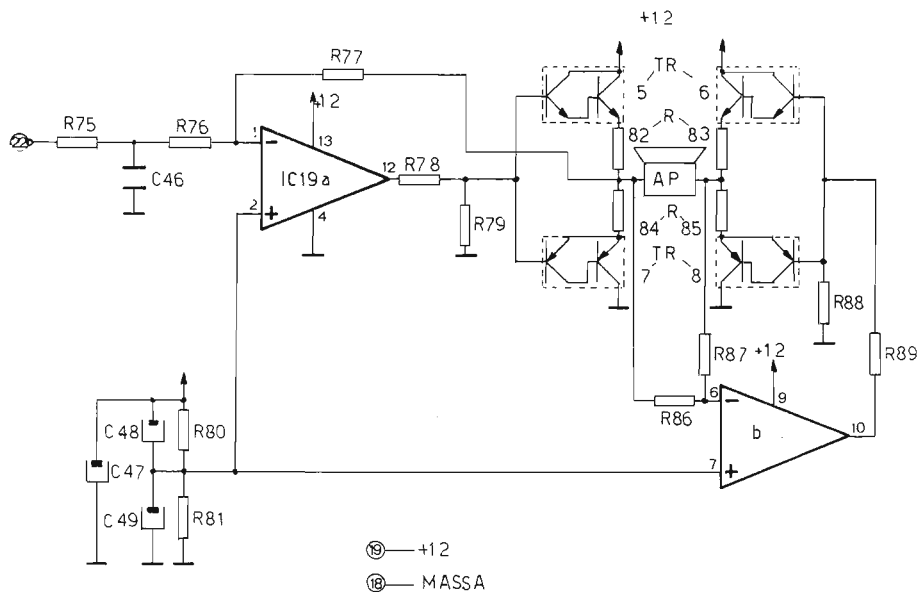 +12
R77
TR
5 6
+12
R75
R76
R
82 83
22
1
13
C46
IC19a
12
R78
AP
2
4
R79
84 R 85
TR
7 8
R88
R87
+12
R89
6
9
R86
C48
R80
b
10
C47
7
C49
R81
19 +12
18 MASSA